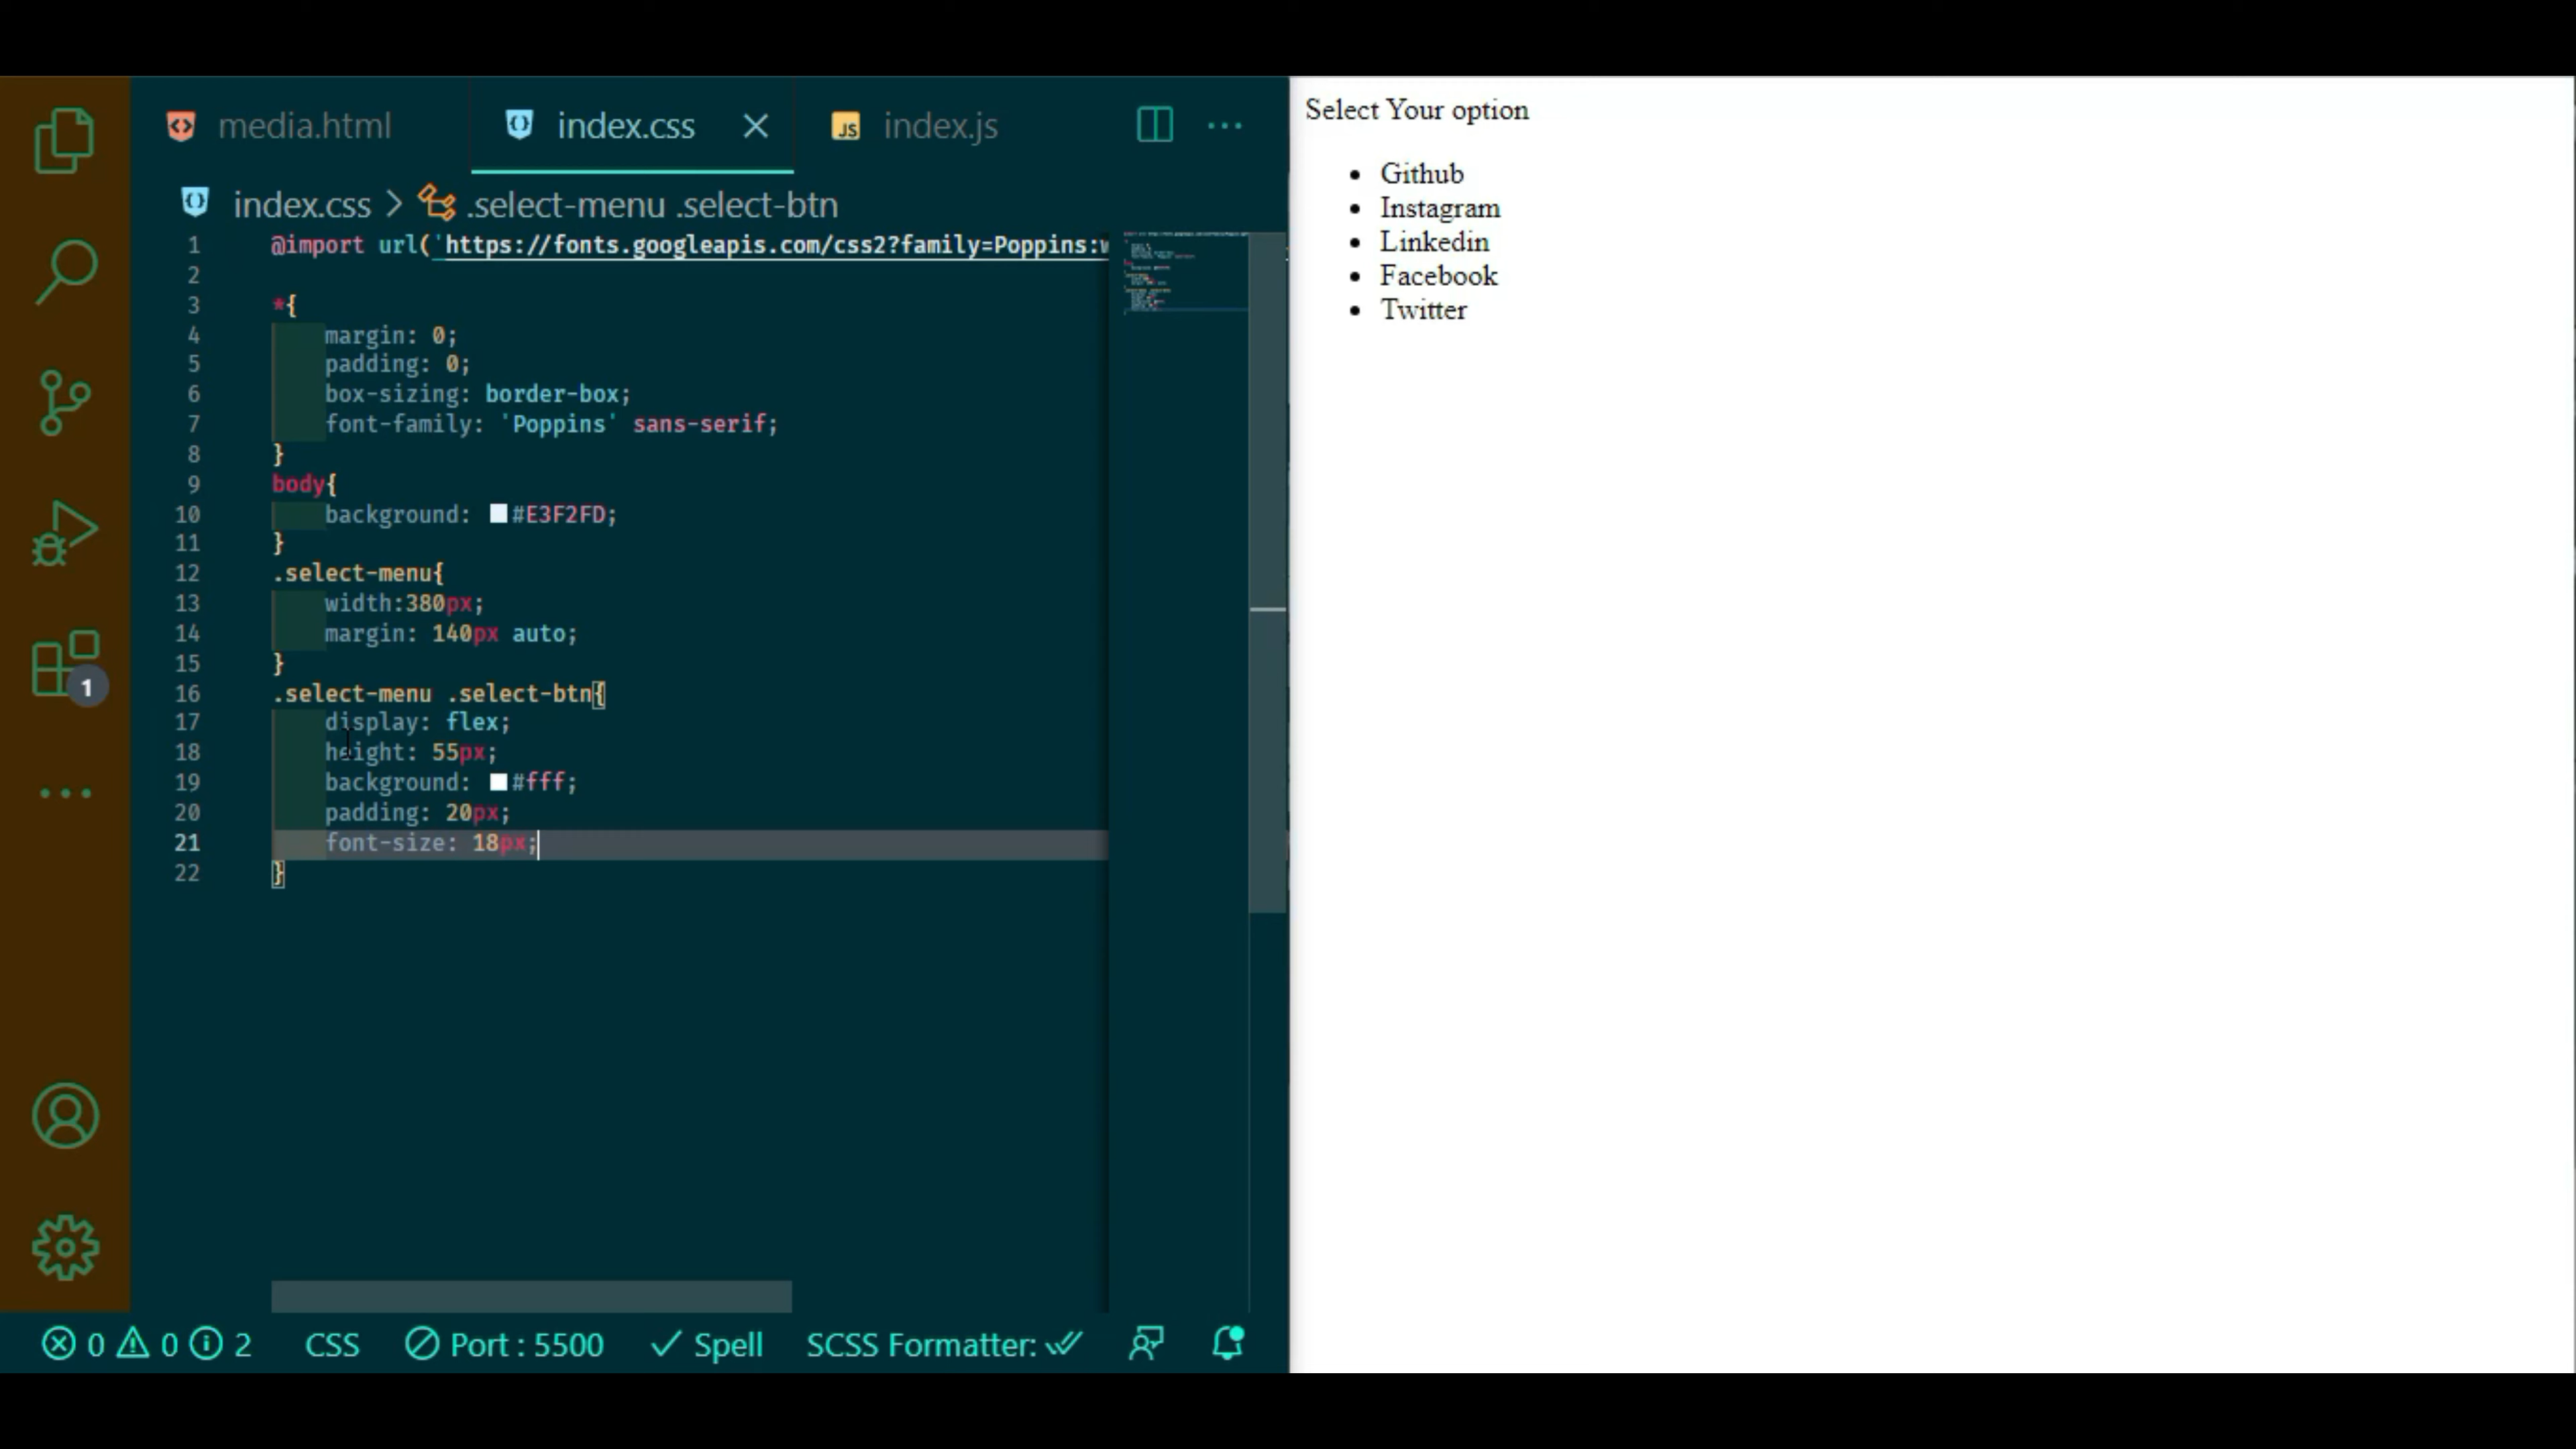 media.html
index.css
index.js
index.css > .select-menu .select-btn
1 @import url('https://fonts.googleapis.com/css2?family=Poppins:w
2
3 *{
4 margin: 0;
5 padding: 0;
6 box-sizing: border-box;
7 font-family: 'Poppins' sans-serif;
8 }
9 body{
10 background: #E3F2FD;
11 }
12 .select-menu{
13 width:380px;
14 margin: 140px auto;
15 }
16 .select-menu .select-btn{
17 display: flex;
18 height: 55px;
19 background: #fff;
20 padding: 20px;
21 font-size: 18px;
22 }
1
0 0 2 CSS Port : 5500 Spell SCSS Formatter:
Select Your option
• Github
• Instagram
• Linkedin
• Facebook
• Twitter